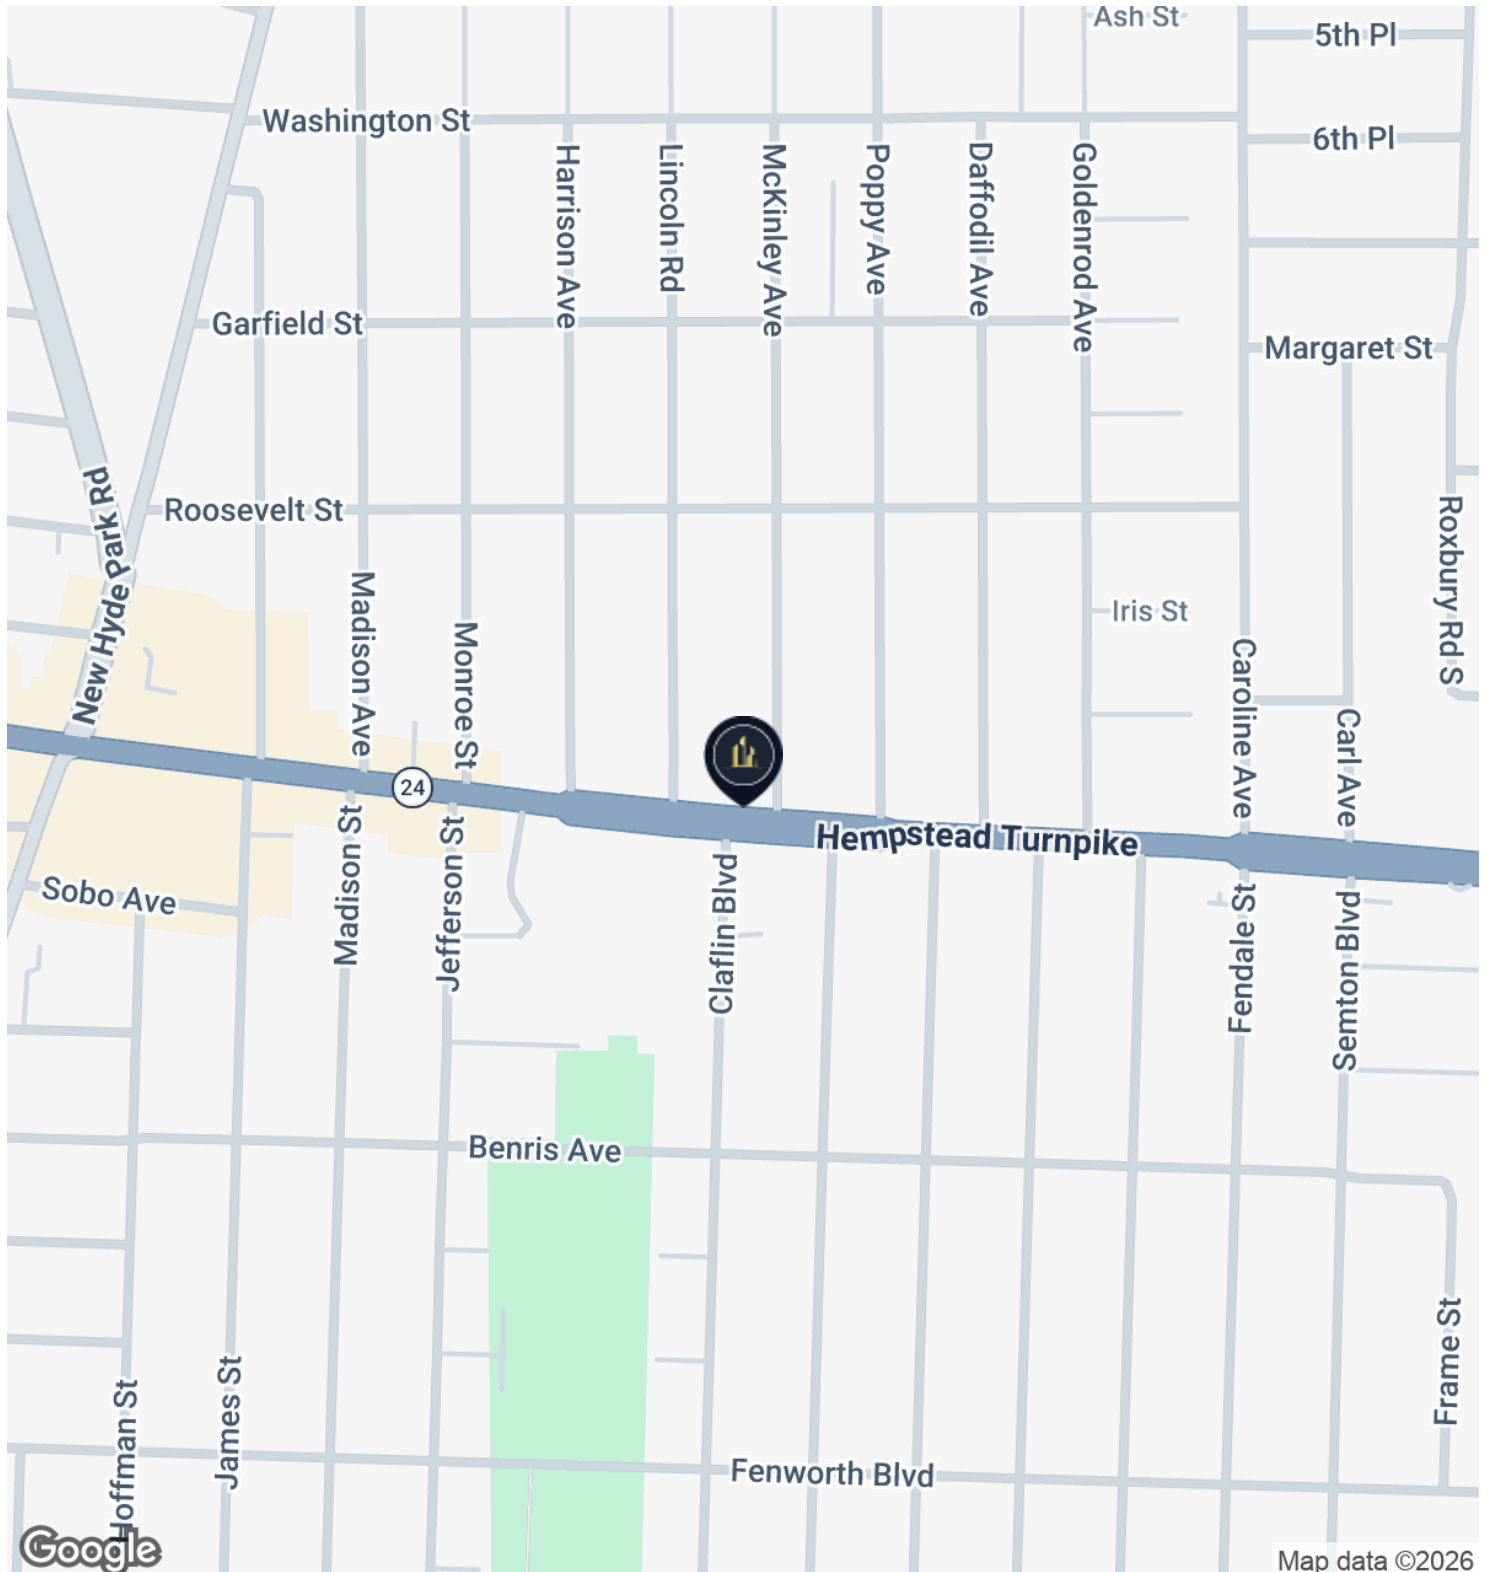 Ash St
5th Pl
Washington St
6th Pl
Harrison Ave
Lincoln Rd
McKinley Ave
Poppy Ave
Daffodil Ave
Goldenrod Ave
Garfield St
Margaret St
New Hyde Park Rd
Roosevelt St
Roxbury Rd S
Madison Ave
Monroe St
Iris St
Caroline Ave
Carl Ave
24
Hempstead Turnpike
Madison St
Jefferson St
Claflin Blvd
Sobo Ave
Fendale St
Semton Blvd
Benris Ave
Hoffman St
James St
Frame St
Fenworth Blvd
Google
Map data ©2026